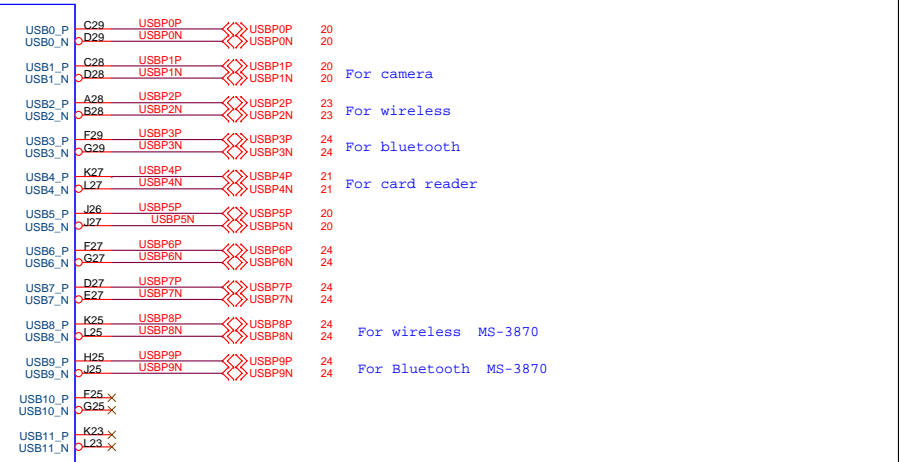 USB0_P C29 USBP0P USBP0P 20
USB0_N D29 USBP0N USBP0N 20
USB1_P C28 USBP1P USBP1P 20
USB1_N D28 USBP1N USBP1N 20
For camera
USB2_P A28 USBP2P USBP2P 23
USB2_N B28 USBP2N USBP2N 23
For wireless
USB3_P F29 USBP3P USBP3P 24
USB3_N G29 USBP3N USBP3N 24
For bluetooth
USB4_P K27 USBP4P USBP4P 21
USB4_N L27 USBP4N USBP4N 21
For card reader
USB5_P J26 USBP5P USBP5P 20
USB5_N J27 USBP5N USBP5N 20
USB6_P F27 USBP6P USBP6P 24
USB6_N G27 USBP6N USBP6N 24
USB7_P D27 USBP7P USBP7P 24
USB7_N E27 USBP7N USBP7N 24
USB8_P K25 USBP8P USBP8P 24
USB8_N L25 USBP8N USBP8N 24
For wireless MS-3870
USB9_P H25 USBP9P USBP9P 24
USB9_N J25 USBP9N USBP9N 24
For Bluetooth MS-3870
USB10_P F25
USB10_N G25
USB11_P K23
USB11_N L23